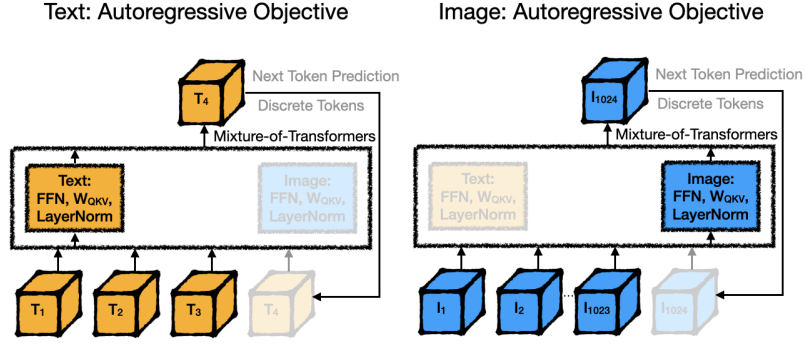 Text: Autoregressive Objective
T4
Next Token Prediction
Discrete Tokens
Mixture-of-Transformers
Text:
FFN, WQKV,
LayerNorm
Image:
FFN, WQKV,
LayerNorm
T1
T2
T3
T4
Image: Autoregressive Objective
I1024
Next Token Prediction
Discrete Tokens
Mixture-of-Transformers
Text:
FFN, WQKV,
LayerNorm
Image:
FFN, WQKV,
LayerNorm
I1
I2
...
I1023
I1024